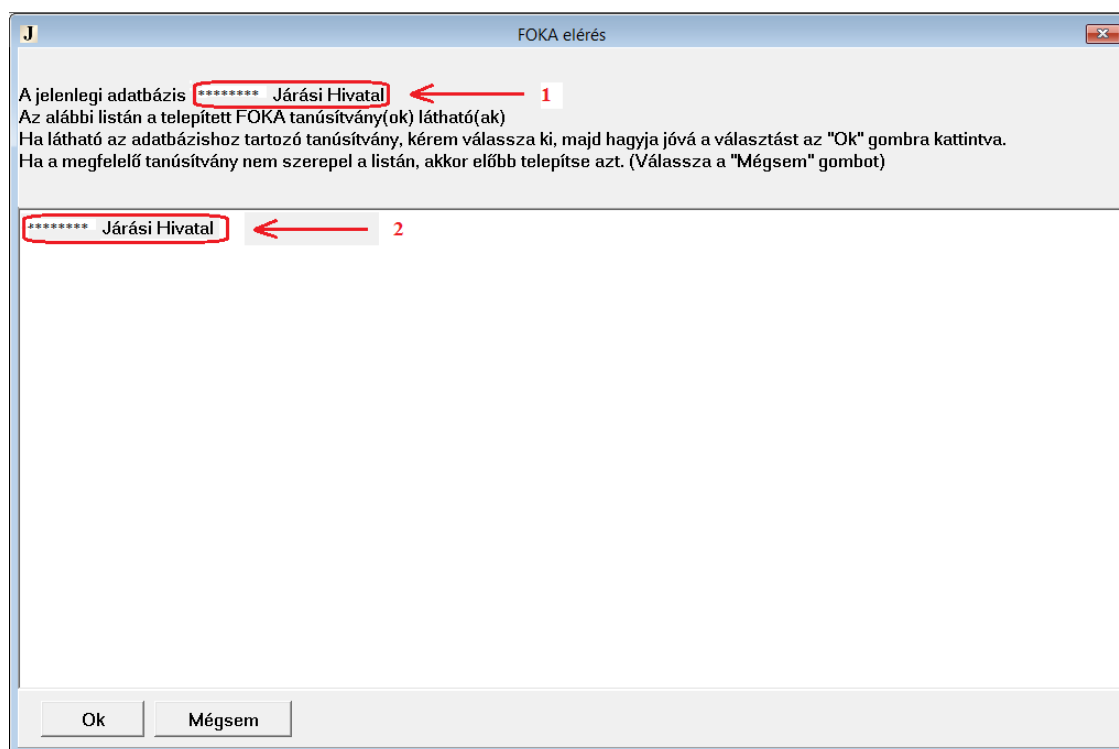 J FOKA elérés
A jelenlegi adatbázis ******** Járási Hivatal 1
Az alábbi listán a telepített FOKA tanúsítvány(ok) látható(ak)
Ha látható az adatbázishoz tartozó tanúsítvány, kérem válassza ki, majd hagyja jóvá a választást az "Ok" gombra kattintva.
Ha a megfelelő tanúsítvány nem szerepel a listán, akkor előbb telepítse azt. (Válassza a "Mégsem" gombot)
******** Járási Hivatal 2
Ok Mégsem